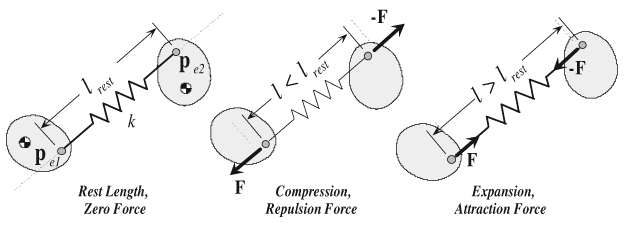 l rest
p e2
k
p e1
Rest Length,
Zero Force
-F
l < l rest
F
Compression,
Repulsion Force
l > l rest
-F
F
Expansion,
Attraction Force